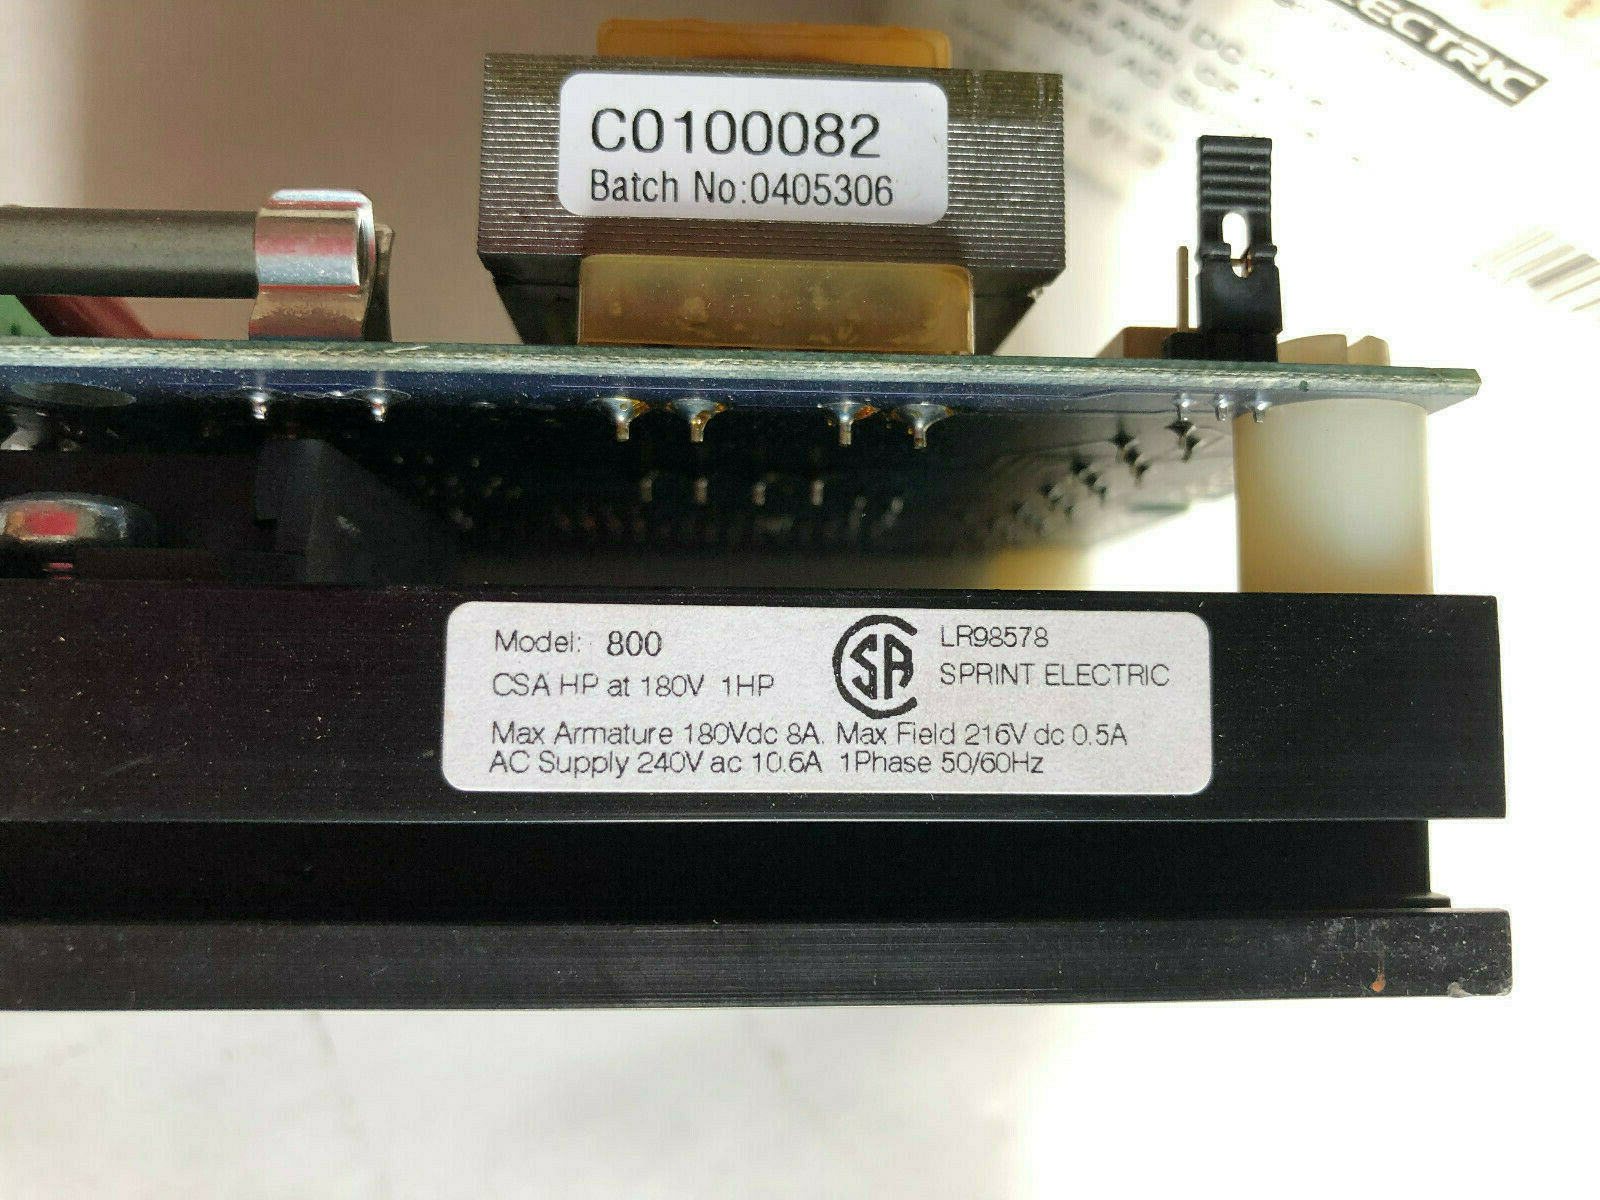 ECTRIC
C0100082
Batch No:0405306
Model: 800
CSA HP at 180V 1HP
LR98578
SPRINT ELECTRIC
Max Armature 180Vdc 8A. Max Field 216V dc 0.5A
AC Supply 240V ac 10.6A 1Phase 50/60Hz